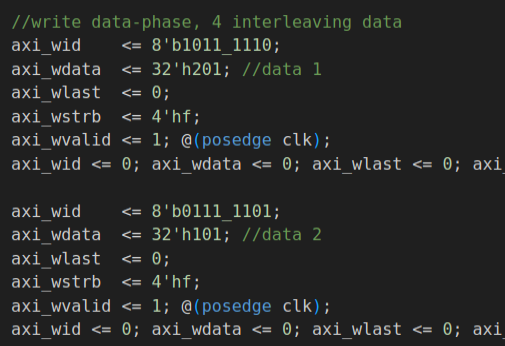 //write data-phase, 4 interleaving data
axi_wid    <= 8'b1011_1110;
axi_wdata  <= 32'h201; //data 1
axi_wlast  <= 0;
axi_wstrb  <= 4'hf;
axi_wvalid <= 1; @(posedge clk);
axi_wid <= 0; axi_wdata <= 0; axi_wlast <= 0; axi_
axi_wid    <= 8'b0111_1101;
axi_wdata  <= 32'h101; //data 2
axi_wlast  <= 0;
axi_wstrb  <= 4'hf;
axi_wvalid <= 1; @(posedge clk);
axi_wid <= 0; axi_wdata <= 0; axi_wlast <= 0; axi_